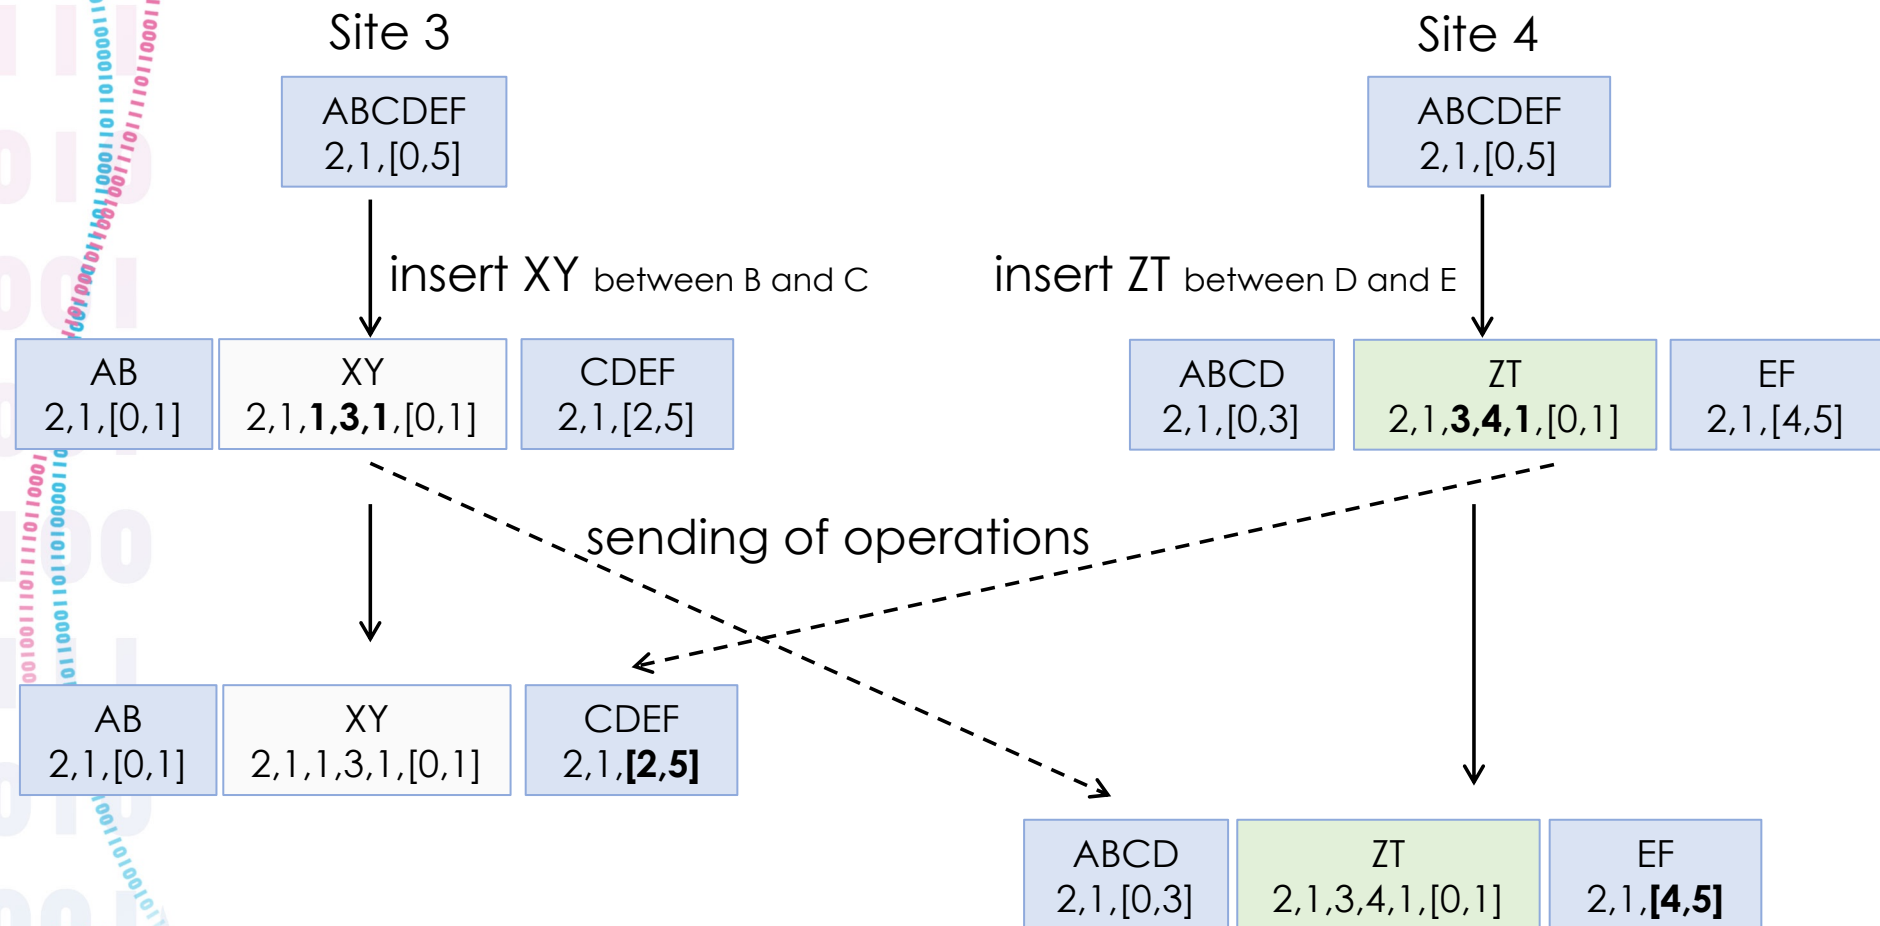 Site 3
Site 4
ABCDEF
2,1,[0,5]
ABCDEF
2,1,[0,5]
insert XY between B and C
insert ZT between D and E
AB
2,1,[0,1]
XY
2,1,1,3,1,[0,1]
CDEF
2,1,[2,5]
ABCD
2,1,[0,3]
ZT
2,1,3,4,1,[0,1]
EF
2,1,[4,5]
sending of operations
AB
2,1,[0,1]
XY
2,1,1,3,1,[0,1]
CDEF
2,1,[2,5]
ABCD
2,1,[0,3]
ZT
2,1,3,4,1,[0,1]
EF
2,1,[4,5]